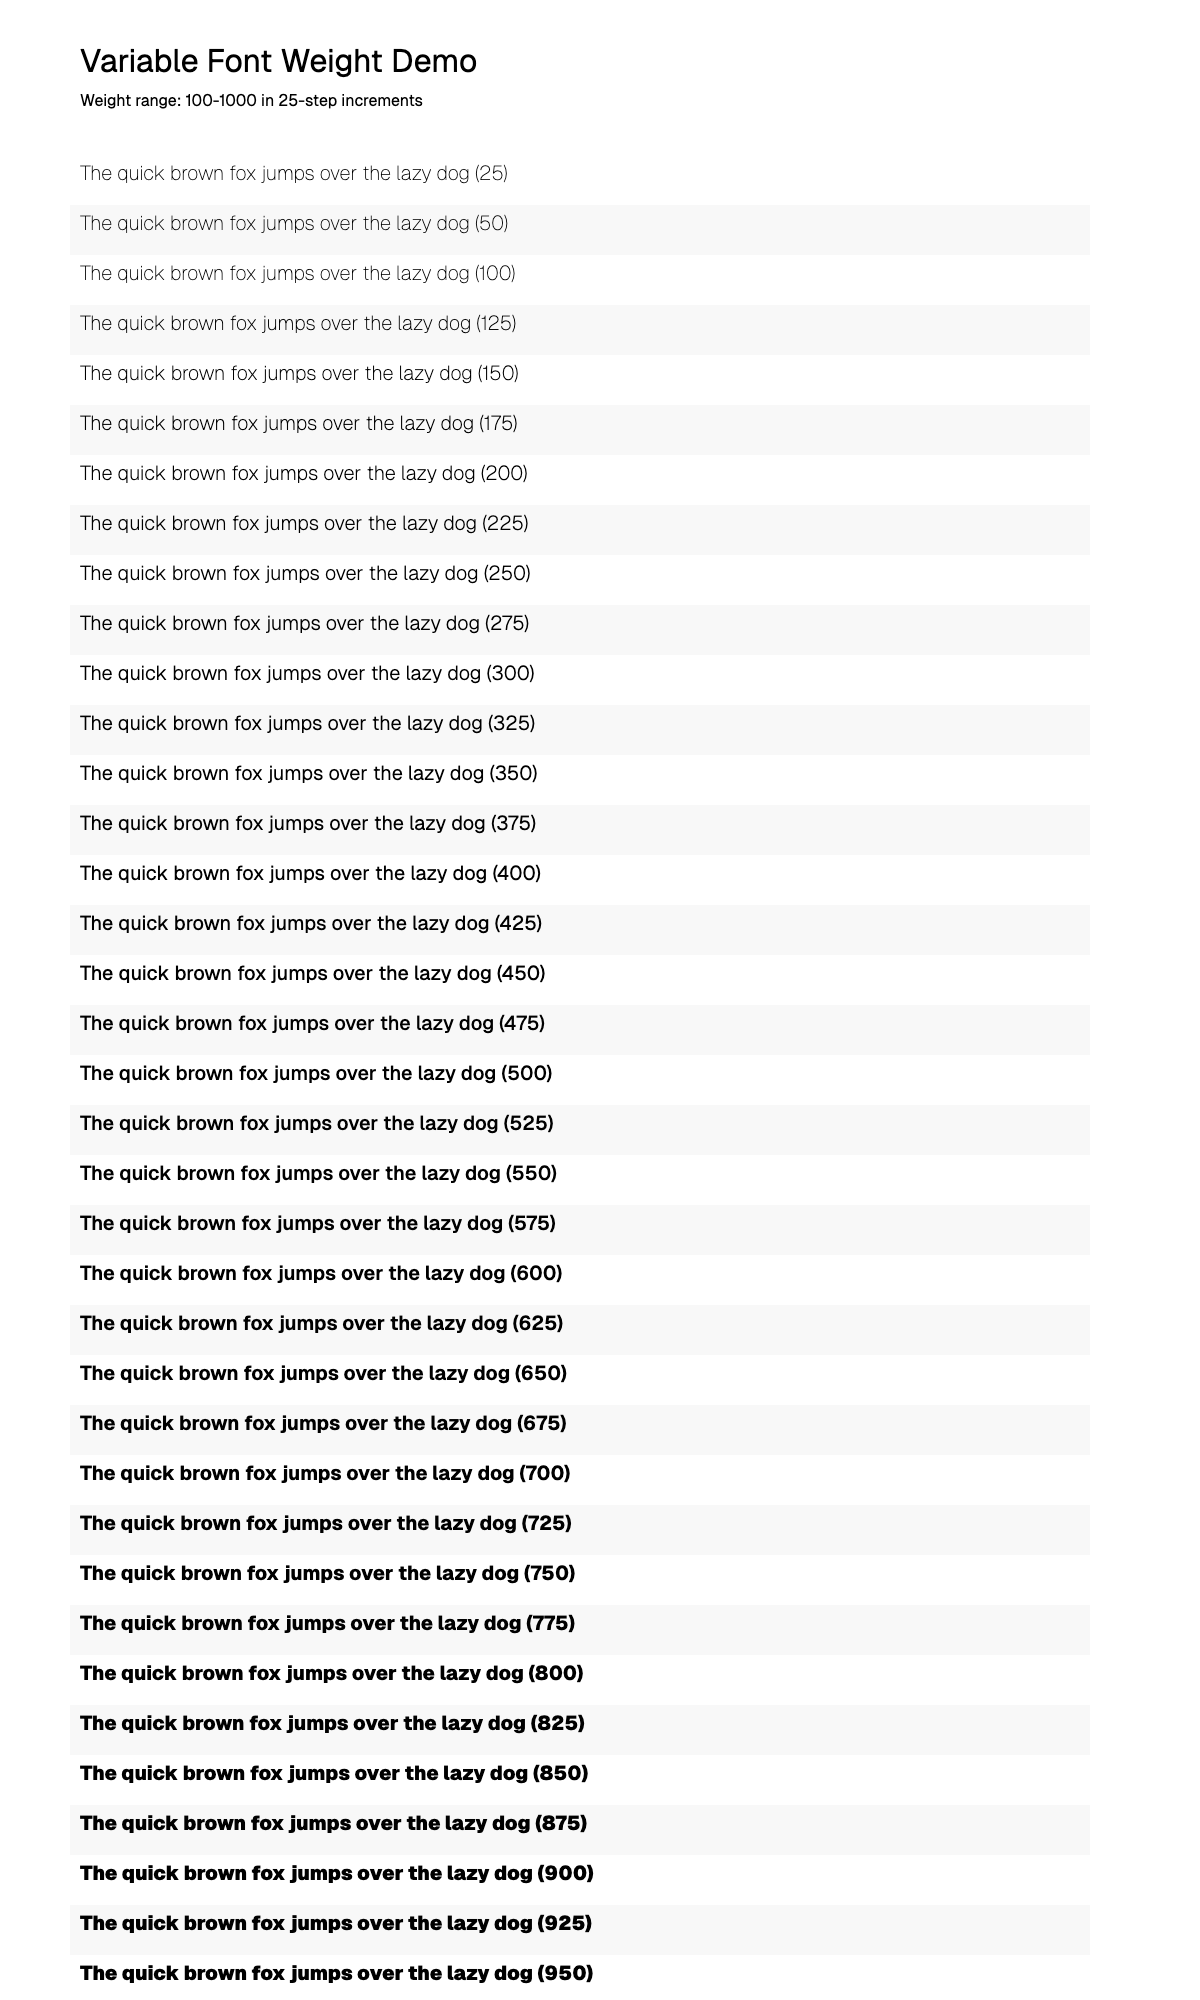 Variable Font Weight Demo
Weight range: 100-1000 in 25-step increments
The quick brown fox jumps over the lazy dog (25)
The quick brown fox jumps over the lazy dog (50)
The quick brown fox jumps over the lazy dog (100)
The quick brown fox jumps over the lazy dog (125)
The quick brown fox jumps over the lazy dog (150)
The quick brown fox jumps over the lazy dog (175)
The quick brown fox jumps over the lazy dog (200)
The quick brown fox jumps over the lazy dog (225)
The quick brown fox jumps over the lazy dog (250)
The quick brown fox jumps over the lazy dog (275)
The quick brown fox jumps over the lazy dog (300)
The quick brown fox jumps over the lazy dog (325)
The quick brown fox jumps over the lazy dog (350)
The quick brown fox jumps over the lazy dog (375)
The quick brown fox jumps over the lazy dog (400)
The quick brown fox jumps over the lazy dog (425)
The quick brown fox jumps over the lazy dog (450)
The quick brown fox jumps over the lazy dog (475)
The quick brown fox jumps over the lazy dog (500)
The quick brown fox jumps over the lazy dog (525)
The quick brown fox jumps over the lazy dog (550)
The quick brown fox jumps over the lazy dog (575)
The quick brown fox jumps over the lazy dog (600)
The quick brown fox jumps over the lazy dog (625)
The quick brown fox jumps over the lazy dog (650)
The quick brown fox jumps over the lazy dog (675)
The quick brown fox jumps over the lazy dog (700)
The quick brown fox jumps over the lazy dog (725)
The quick brown fox jumps over the lazy dog (750)
The quick brown fox jumps over the lazy dog (775)
The quick brown fox jumps over the lazy dog (800)
The quick brown fox jumps over the lazy dog (825)
The quick brown fox jumps over the lazy dog (850)
The quick brown fox jumps over the lazy dog (875)
The quick brown fox jumps over the lazy dog (900)
The quick brown fox jumps over the lazy dog (925)
The quick brown fox jumps over the lazy dog (950)